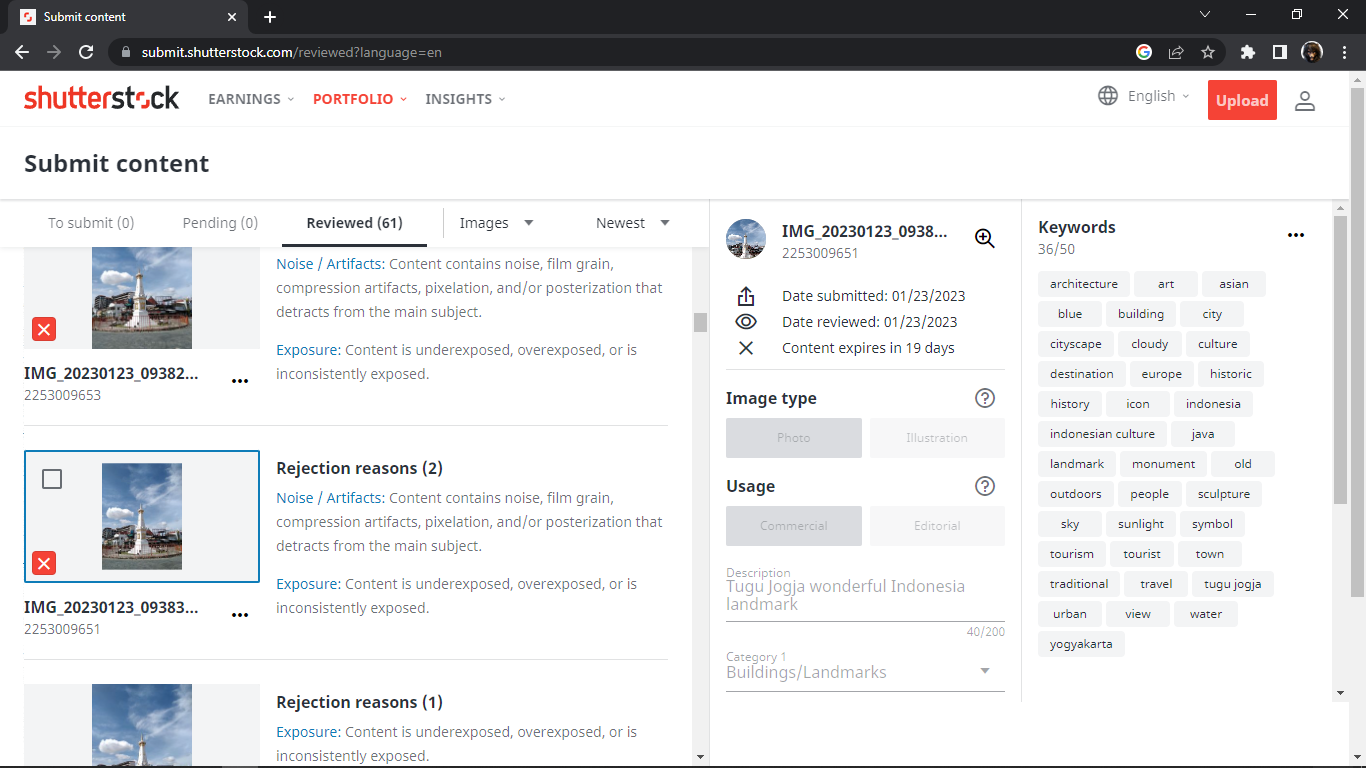 Submit content
submit.shutterstock.com/reviewed?language=en
shutterstock
EARNINGS
PORTFOLIO
INSIGHTS
English
Upload
Submit content
To submit (0)
Pending (0)
Reviewed (61)
Images
Newest
Noise / Artifacts: Content contains noise, film grain,
compression artifacts, pixelation, and/or posterization that
detracts from the main subject.
Exposure: Content is underexposed, overexposed, or is
inconsistently exposed.
IMG_20230123_09382...
2253009653
Rejection reasons (2)
Noise / Artifacts: Content contains noise, film grain,
compression artifacts, pixelation, and/or posterization that
detracts from the main subject.
Exposure: Content is underexposed, overexposed, or is
inconsistently exposed.
IMG_20230123_09383...
2253009651
Rejection reasons (1)
Exposure: Content is underexposed, overexposed, or is
inconsistently exposed.
IMG_20230123_0938...
2253009651
Date submitted: 01/23/2023
Date reviewed: 01/23/2023
Content expires in 19 days
Image type
Photo
Illustration
Usage
Commercial
Editorial
Description
Tugu Jogja wonderful Indonesia
landmark
40/200
Category 1
Buildings/Landmarks
Keywords
36/50
architecture art asian
blue building city
cityscape cloudy culture
destination europe historic
history icon indonesia
indonesian culture java
landmark monument old
outdoors people sculpture
sky sunlight symbol
tourism tourist town
traditional travel tugu jogja
urban view water
yogyakarta